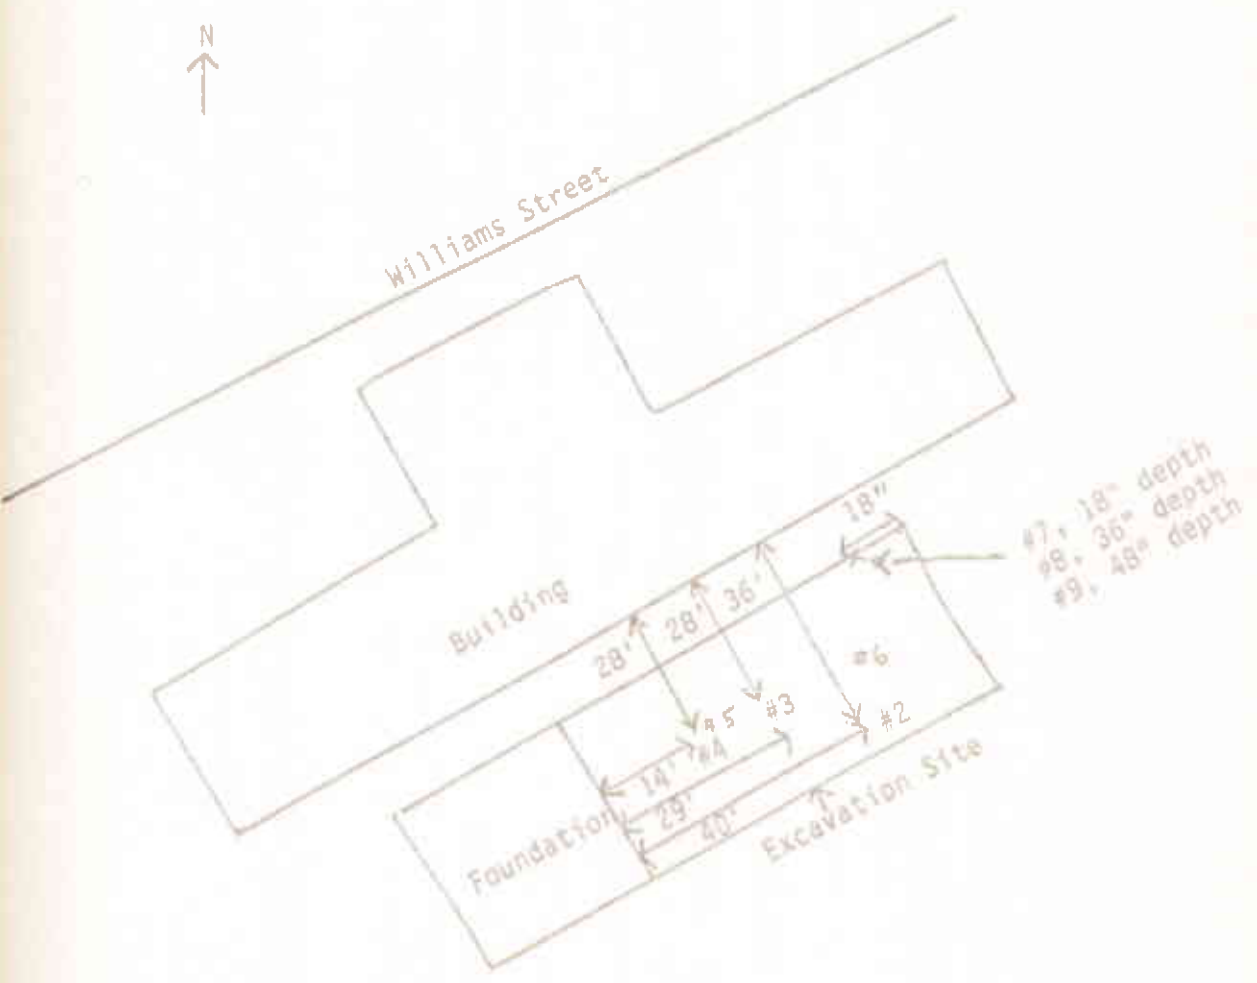 N
Williams Street
18"
#7, 18" depth
#8, 36" depth
#9, 48" depth
Building
28'
28'
36'
#6
#5
#3
#2
14'
#4
29'
40'
Foundation
Excavation Site